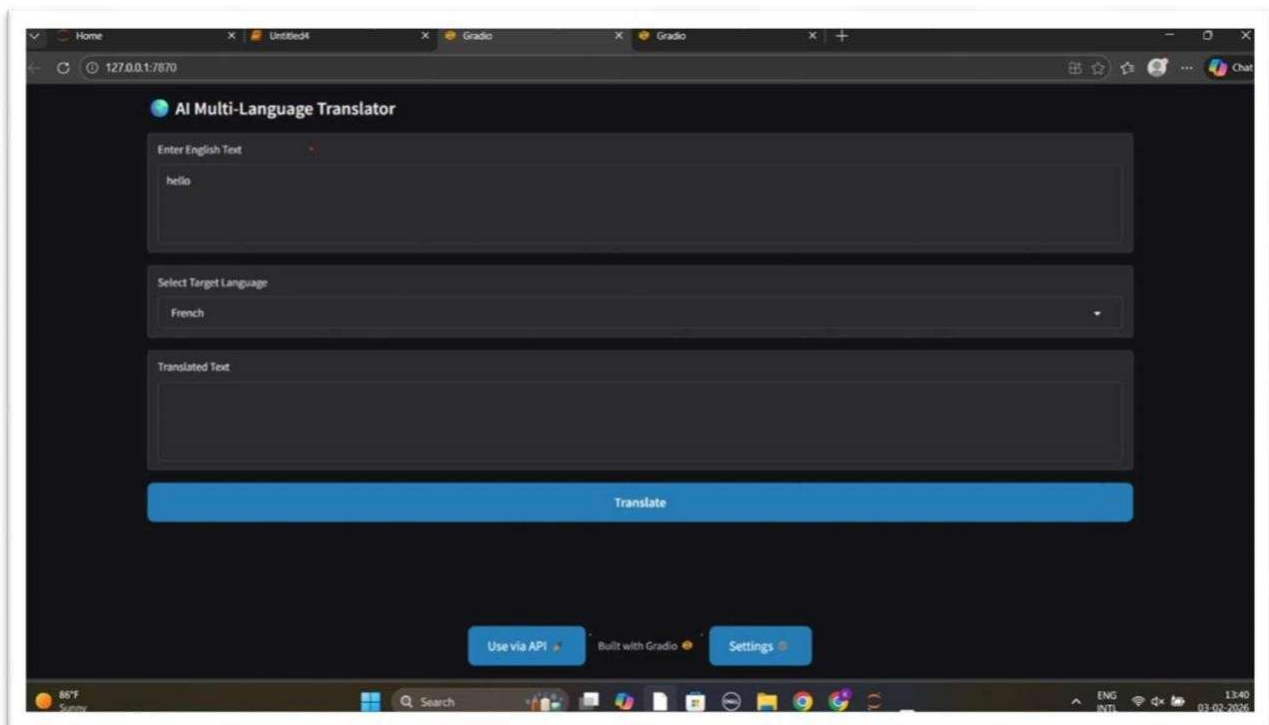 Home Untitled4 Gradio Gradio
127.0.0.1:7870 Chat
AI Multi-Language Translator
Enter English Text
hello
Select Target Language
French
Translated Text
Translate
Use via API Built with Gradio Settings
86°F Search ENG 13:40
Sunny INTL 03-02-2026